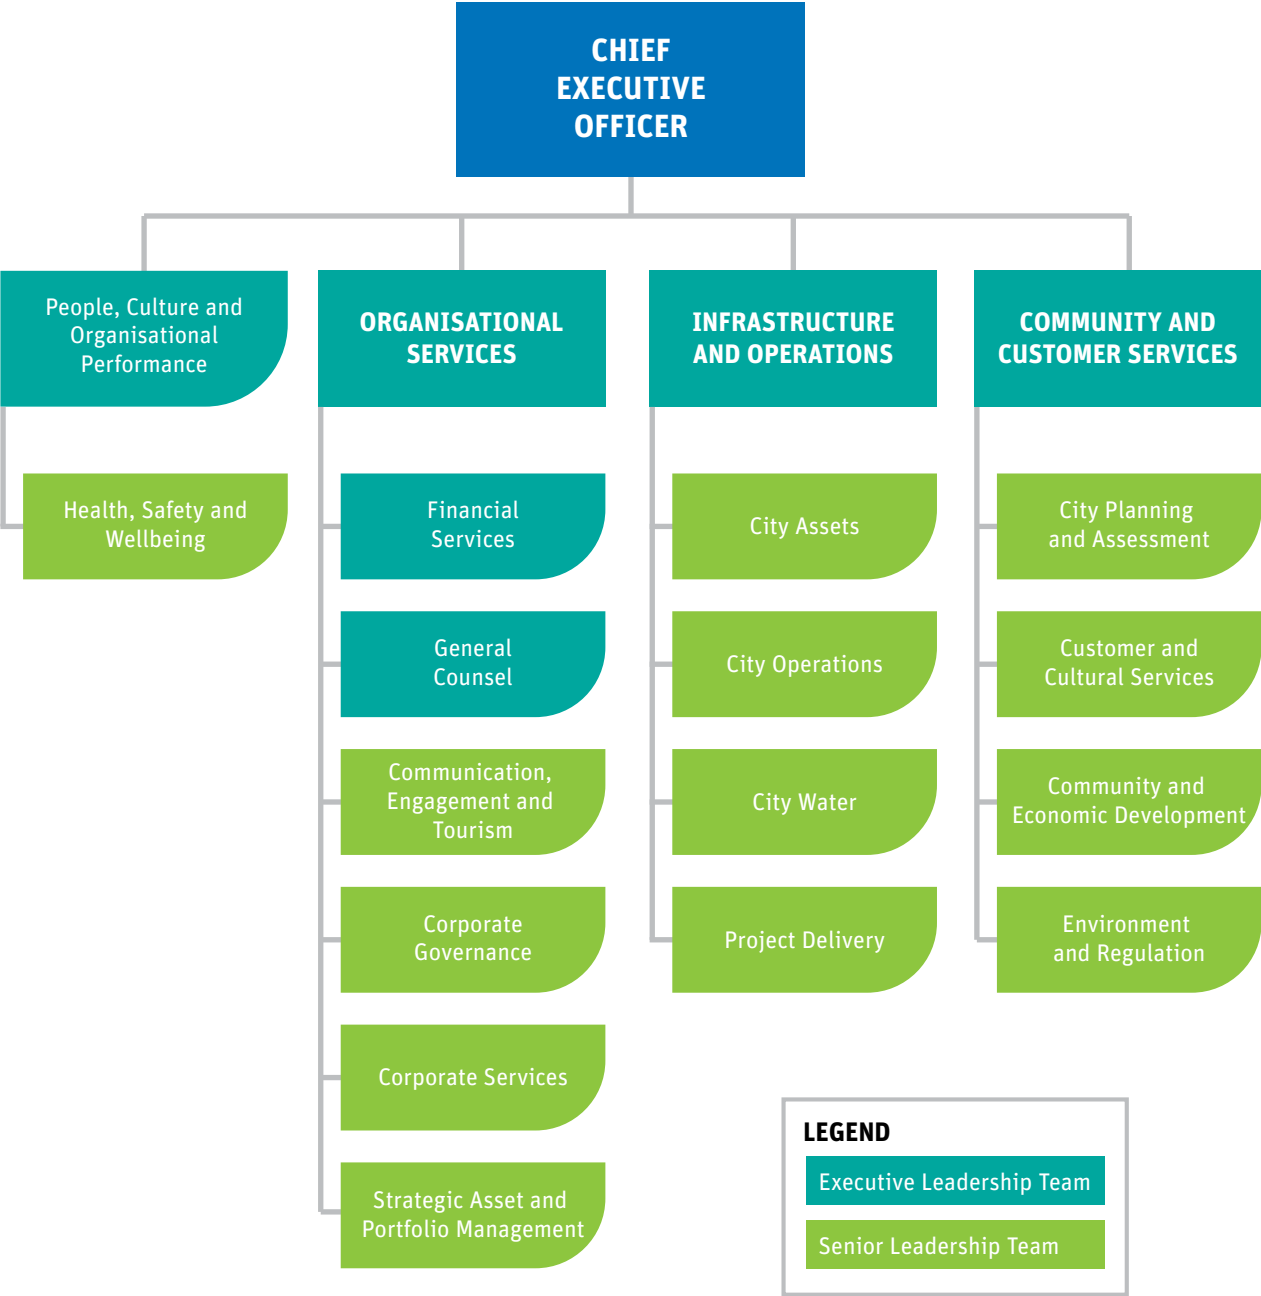 CHIEF
EXECUTIVE
OFFICER
People, Culture and
Organisational
Performance
Health, Safety and
Wellbeing
ORGANISATIONAL
SERVICES
Financial
Services
General
Counsel
Communication,
Engagement and
Tourism
Corporate
Governance
Corporate Services
Strategic Asset and
Portfolio Management
INFRASTRUCTURE
AND OPERATIONS
City Assets
City Operations
City Water
Project Delivery
COMMUNITY AND
CUSTOMER SERVICES
City Planning
and Assessment
Customer and
Cultural Services
Community and
Economic Development
Environment
and Regulation
LEGEND
Executive Leadership Team
Senior Leadership Team